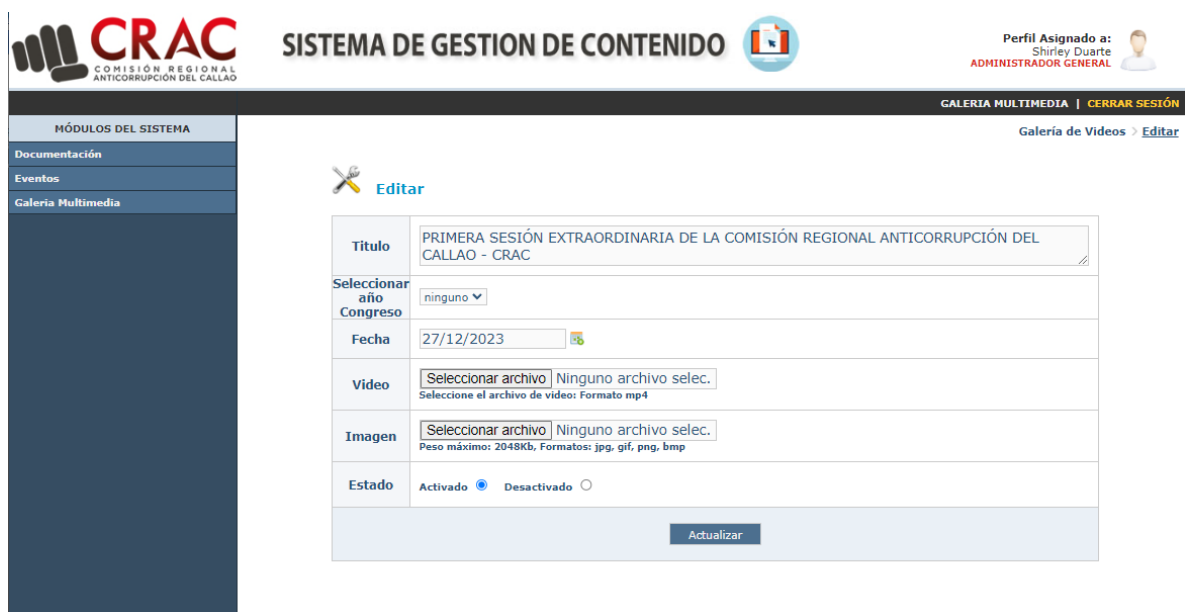 CRAC
COMISIÓN REGIONAL
ANTICORRUPCIÓN DEL CALLAO
SISTEMA DE GESTION DE CONTENIDO
Perfil Asignado a:
Shirley Duarte
ADMINISTRADOR GENERAL
GALERIA MULTIMEDIA | CERRAR SESIÓN
MÓDULOS DEL SISTEMA
Galería de Videos > Editar
Documentación
Eventos
Galeria Multimedia
Editar
Titulo
PRIMERA SESIÓN EXTRAORDINARIA DE LA COMISIÓN REGIONAL ANTICORRUPCIÓN DEL
CALLAO - CRAC
Seleccionar
año
Congreso
ninguno
Fecha
27/12/2023
Video
Seleccionar archivo Ninguno archivo selec.
Seleccione el archivo de video: Formato mp4
Imagen
Seleccionar archivo Ninguno archivo selec.
Peso máximo: 2048Kb, Formatos: jpg, gif, png, bmp
Estado
Activado Desactivado
Actualizar